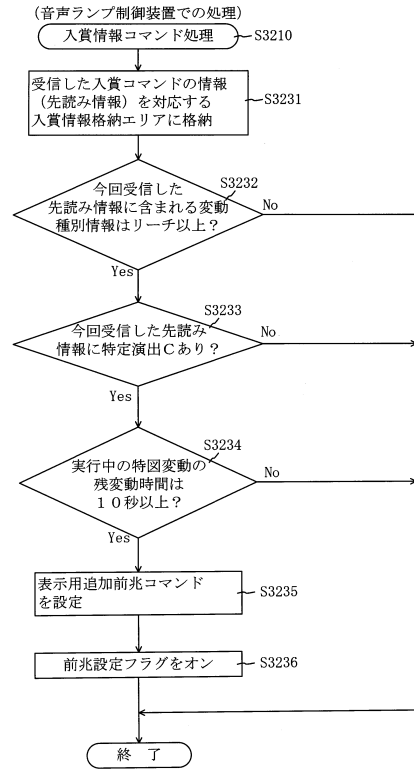 (音声ランプ制御装置での処理)
入賞情報コマンド処理
S3210
受信した入賞コマンドの情報
(先読み情報)を対応する
入賞情報格納エリアに格納
S3231
S3232
今回受信した
先読み情報に含まれる変動
種別情報はリーチ以上?
No
Yes
S3233
今回受信した先読み
情報に特定演出Cあり?
No
Yes
S3234
実行中の特図変動の
残変動時間は
10秒以上?
No
Yes
表示用追加前兆コマンド
を設定
S3235
前兆設定フラグをオン
S3236
終 了